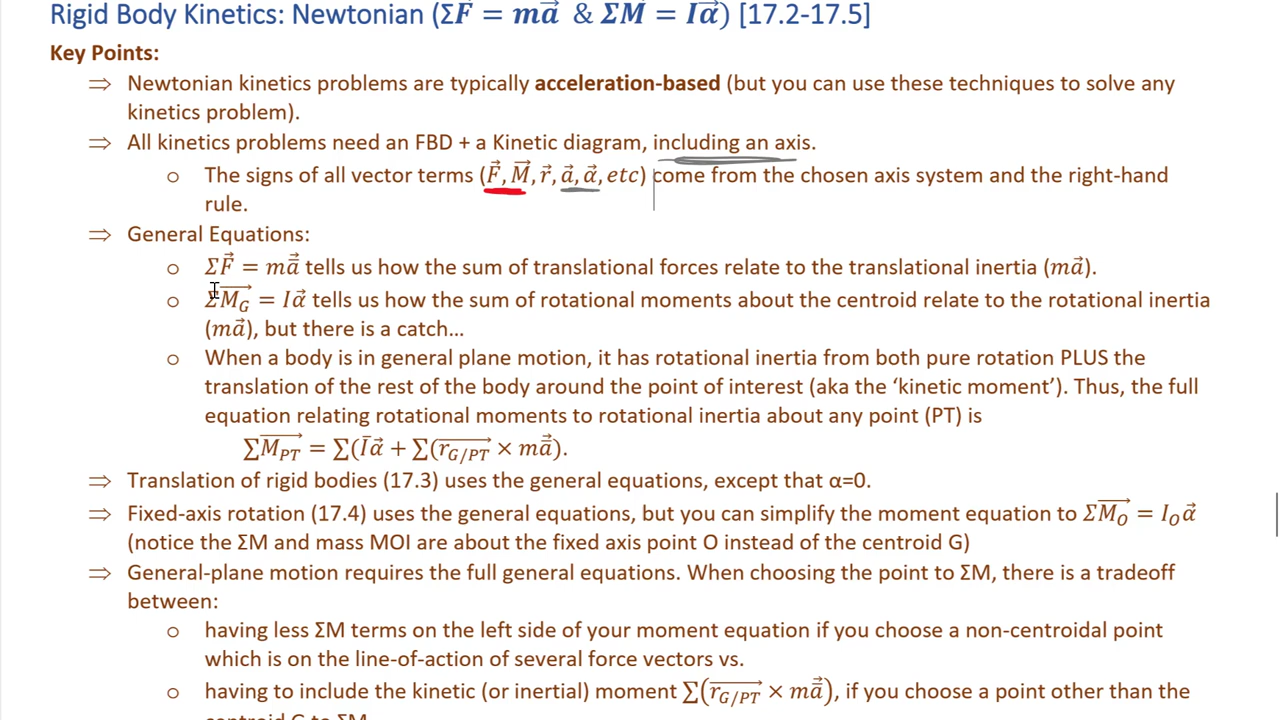 Rigid Body Kinetics: Newtonian (Σ𝑭⃗ = 𝒎𝒂⃗ & Σ𝑴⃗ = 𝑰𝜶⃗) [17.2-17.5]
Key Points:
⇒ Newtonian kinetics problems are typically acceleration-based (but you can use these techniques to solve any
kinetics problem).
⇒ All kinetics problems need an FBD + a Kinetic diagram, including an axis.
o The signs of all vector terms (F⃗, M⃗, r⃗, a⃗, α⃗, etc) come from the chosen axis system and the right-hand
rule.
⇒ General Equations:
o ΣF⃗ = ma̅⃗ tells us how the sum of translational forces relate to the translational inertia (ma⃗).
o ΣM_G⃗ = Iα⃗ tells us how the sum of rotational moments about the centroid relate to the rotational inertia
(ma⃗), but there is a catch…
o When a body is in general plane motion, it has rotational inertia from both pure rotation PLUS the
translation of the rest of the body around the point of interest (aka the ‘kinetic moment’). Thus, the full
equation relating rotational moments to rotational inertia about any point (PT) is
∑M_PT⃗ = ∑(I̅α⃗ + ∑(r_G/PT⃗ × ma̅⃗).
⇒ Translation of rigid bodies (17.3) uses the general equations, except that α=0.
⇒ Fixed-axis rotation (17.4) uses the general equations, but you can simplify the moment equation to ΣM_O⃗ = I_Oα⃗
(notice the ΣM and mass MOI are about the fixed axis point O instead of the centroid G)
⇒ General-plane motion requires the full general equations. When choosing the point to ΣM, there is a tradeoff
between:
o having less ΣM terms on the left side of your moment equation if you choose a non-centroidal point
which is on the line-of-action of several force vectors vs.
o having to include the kinetic (or inertial) moment ∑(r_G/PT⃗ × ma̅⃗), if you choose a point other than the
centroid G to ΣM.